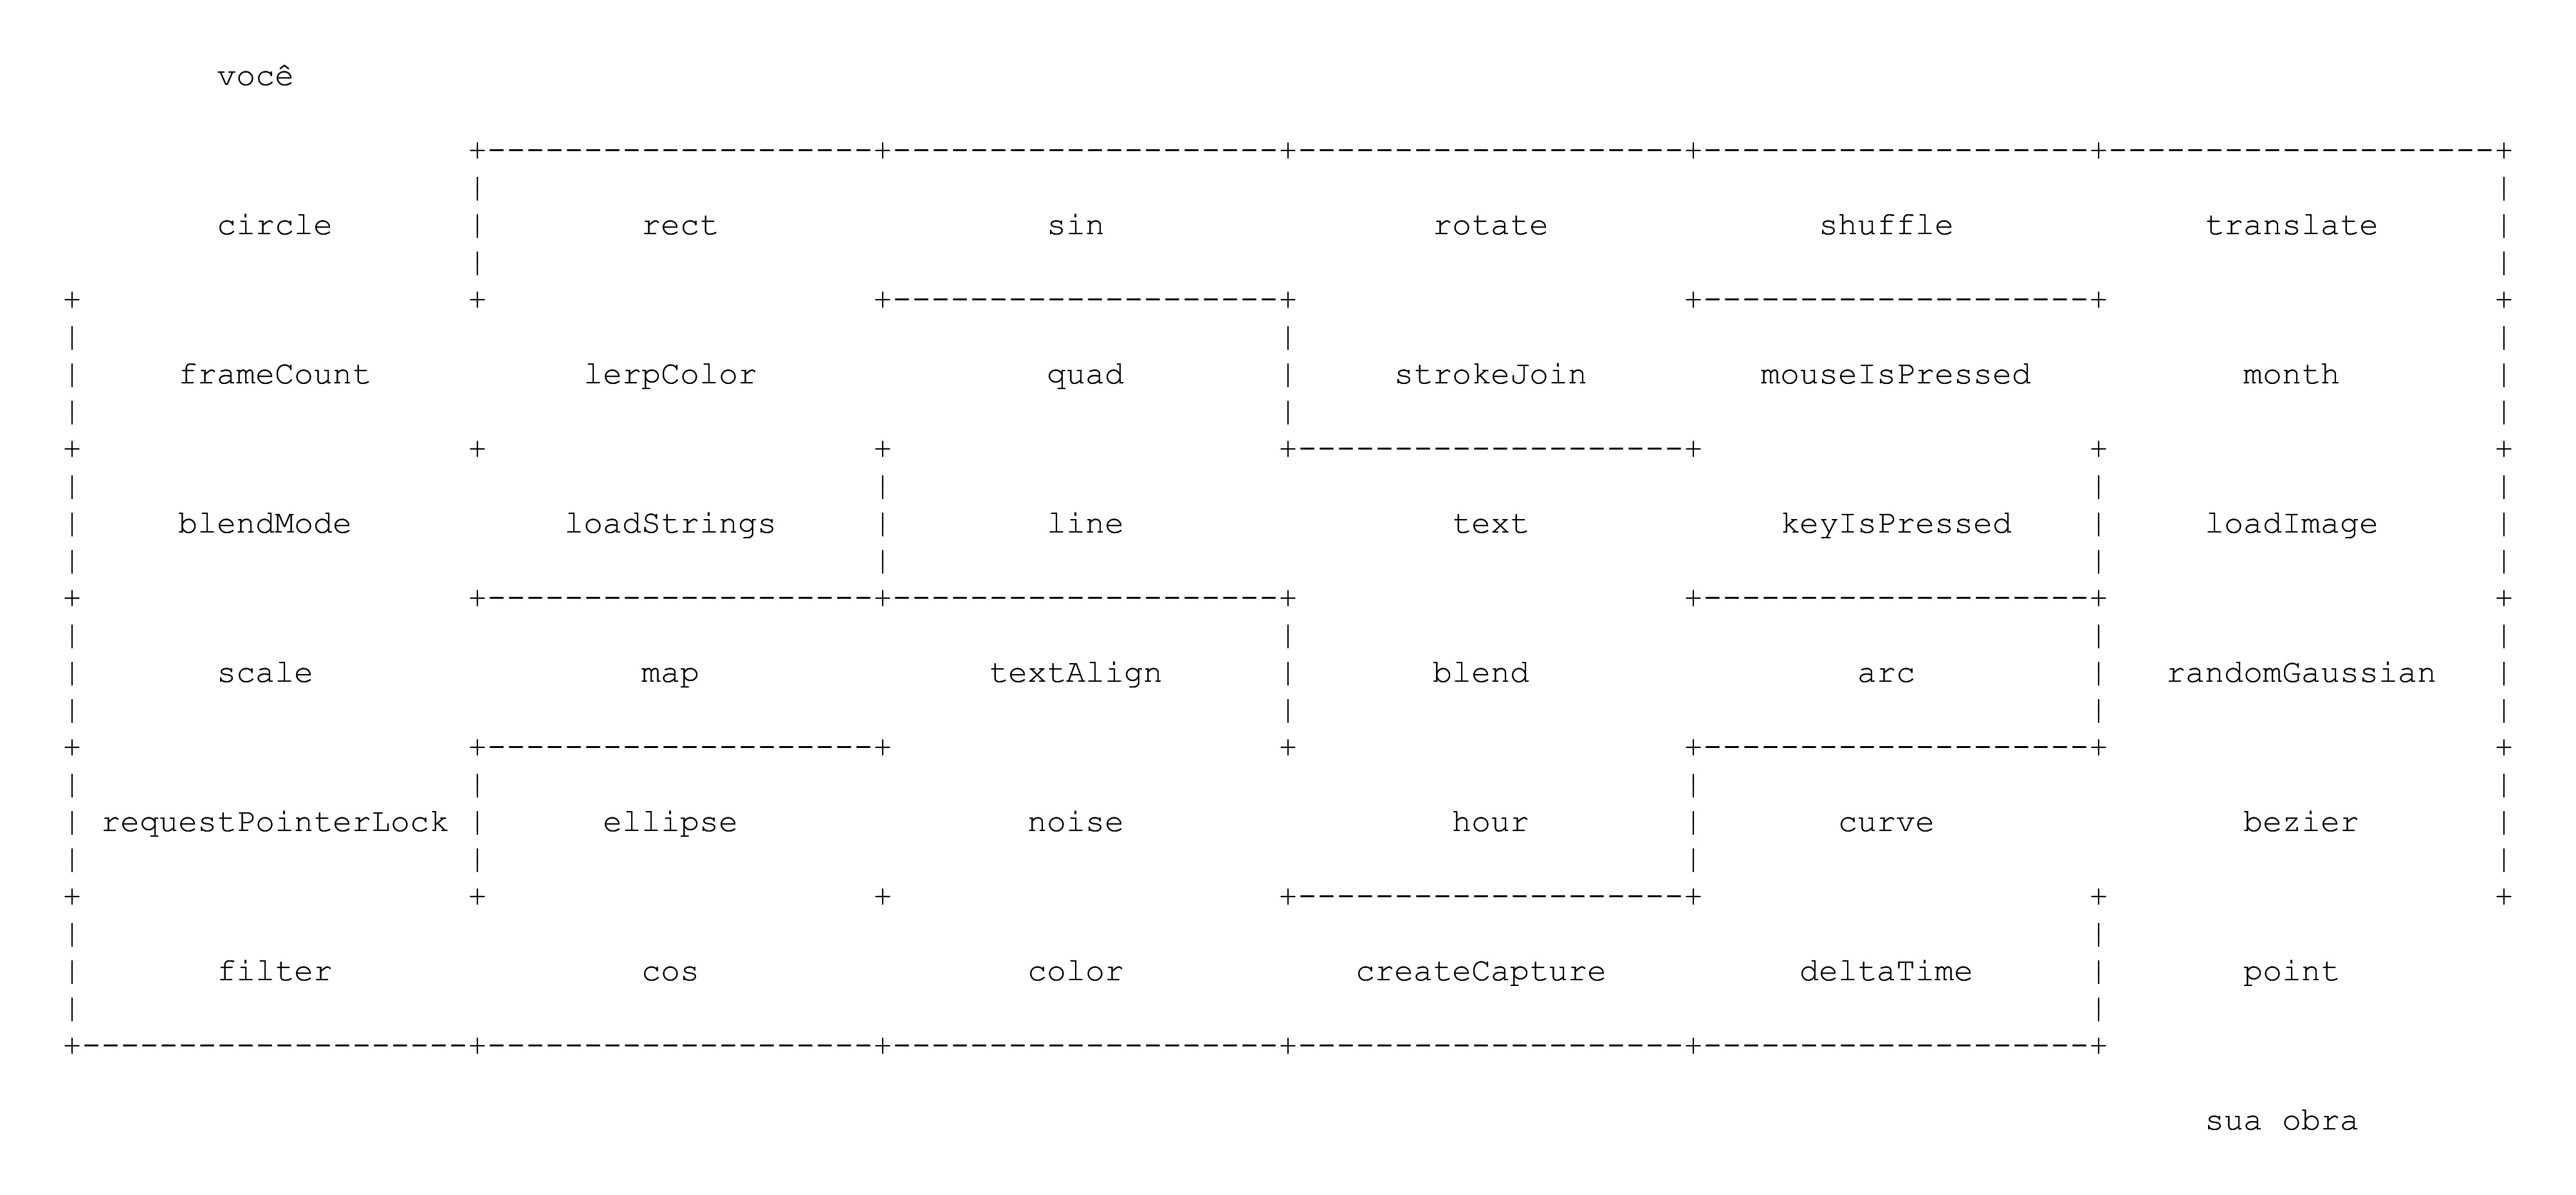 você
circle rect sin rotate shuffle translate
frameCount lerpColor quad strokeJoin mouseIsPressed month
blendMode loadStrings line text keyIsPressed loadImage
scale map textAlign blend arc randomGaussian
requestPointerLock ellipse noise hour curve bezier
filter cos color createCapture deltaTime point
sua obra